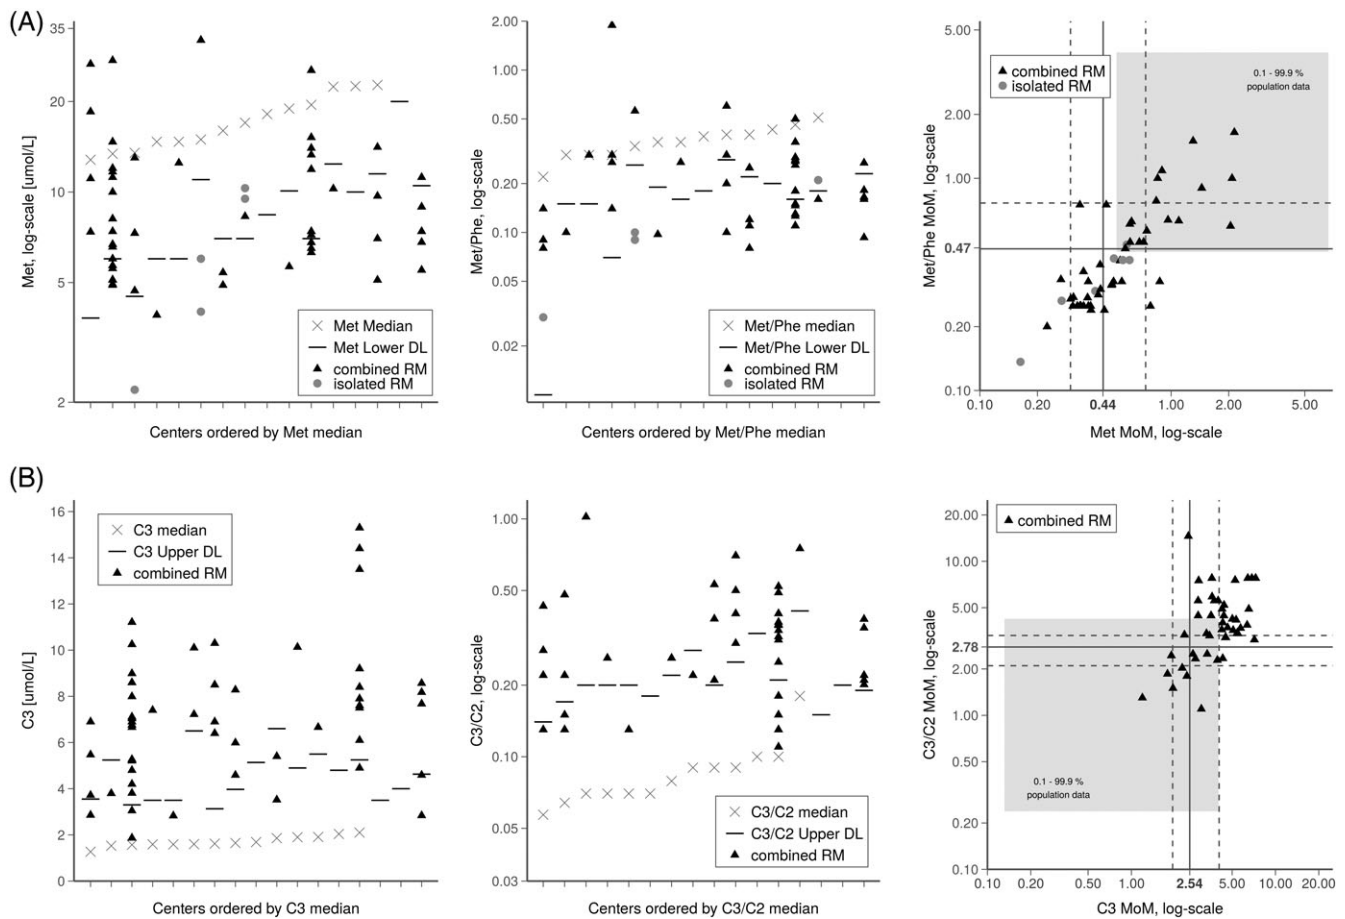 (A)
Met, log-scale [umol/L]
35
20
10
5
2
Met Median
Met Lower DL
combined RM
isolated RM
Centers ordered by Met median
Met/Phe, log-scale
2.00
1.00
0.50
0.20
0.10
0.05
0.02
Met/Phe median
Met/Phe Lower DL
combined RM
isolated RM
Centers ordered by Met/Phe median
Met/Phe MoM, log-scale
5.00
2.00
1.00
0.47
0.20
0.10
combined RM
isolated RM
0.1 - 99.9 %
population data
0.10 0.20 0.44 1.00 2.00 5.00
Met MoM, log-scale
(B)
C3 [umol/L]
16
14
12
10
8
6
4
2
0
C3 median
C3 Upper DL
combined RM
Centers ordered by C3 median
C3/C2, log-scale
1.00
0.50
0.20
0.10
0.05
0.03
C3/C2 median
C3/C2 Upper DL
combined RM
Centers ordered by C3/C2 median
C3/C2 MoM, log-scale
20.00
10.00
5.00
2.78
2.00
1.00
0.50
0.20
0.10
combined RM
0.1 - 99.9 %
population data
0.10 0.20 0.50 1.00 2.54 5.00 10.00 20.00
C3 MoM, log-scale